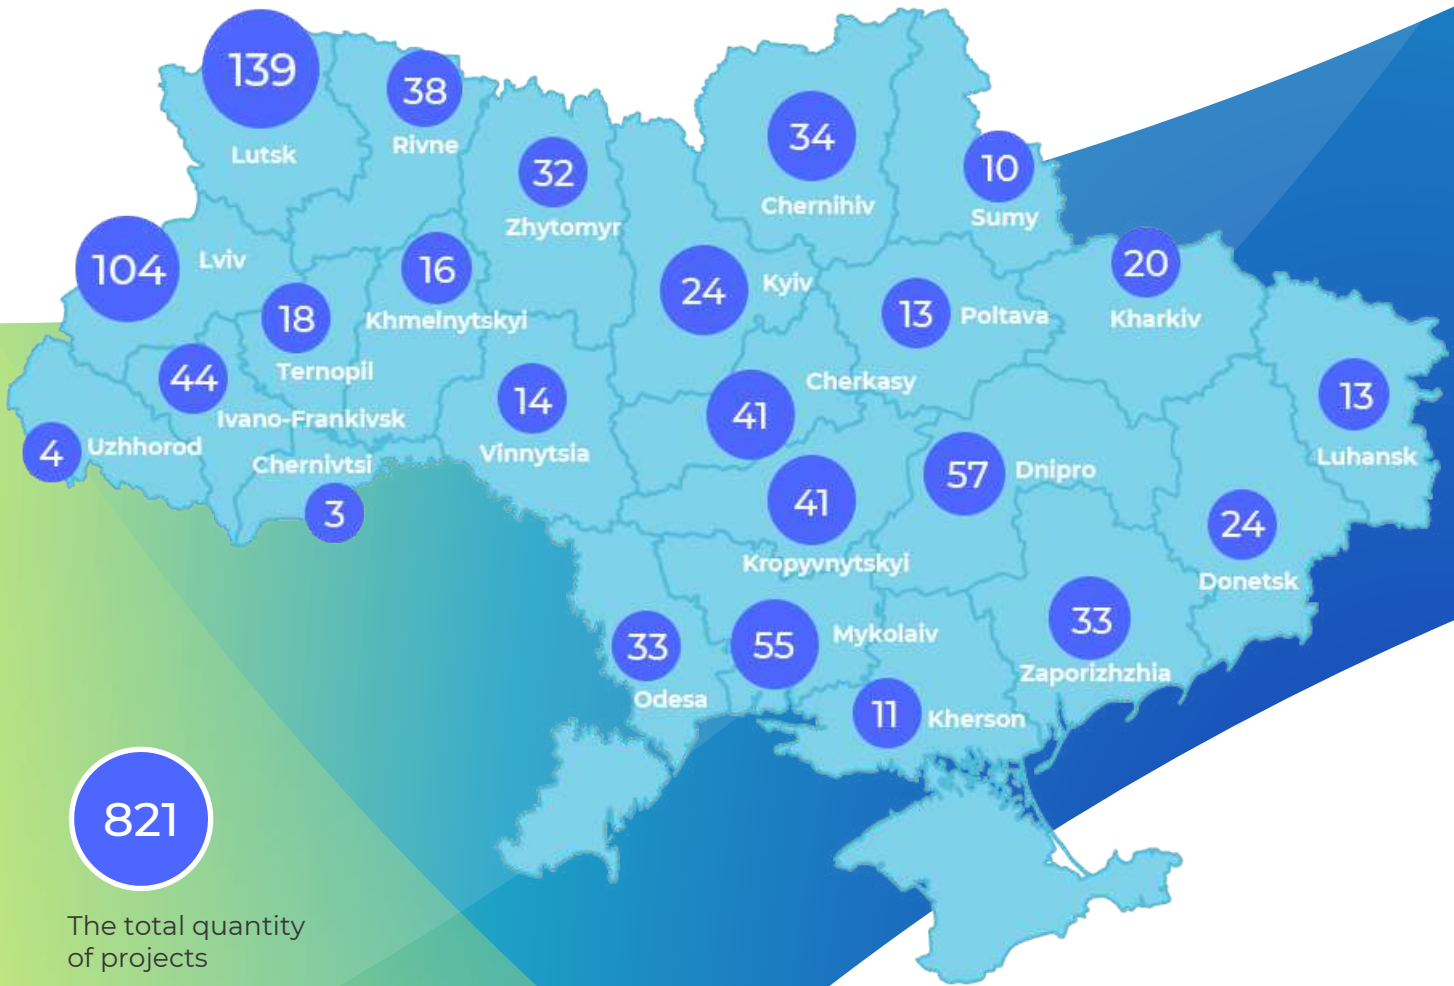 139
Lutsk
38
Rivne
32
Zhytomyr
34
Chernihiv
10
Sumy
104
Lviv
18
Ternopil
16
Khmelnytskyi
24
Kyiv
13
Poltava
20
Kharkiv
44
Ivano-Frankivsk
4
Uzhhorod
Chernivtsi
3
14
Vinnytsia
41
Cherkasy
13
Luhansk
41
Kropyvnytskyi
57
Dnipro
24
Donetsk
33
Odesa
55
Mykolaiv
11
Kherson
33
Zaporizhzhia
821
The total quantity
of projects